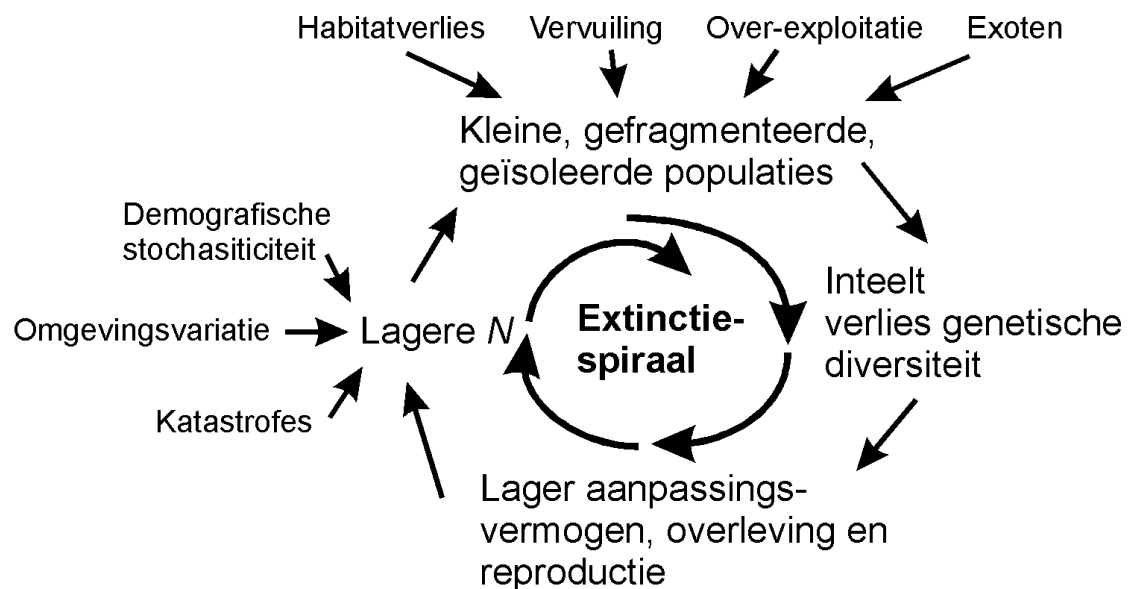 Habitatverlies Vervuiling Over-exploitatie Exoten
Kleine, gefragmenteerde,
geïsoleerde populaties
Demografische
stochasiticiteit
Inteelt
verlies genetische
diversiteit
Omgevingsvariatie
Lagere N
Extinctie-
spiraal
Katastrofes
Lager aanpassings-
vermogen, overleving en
reproductie